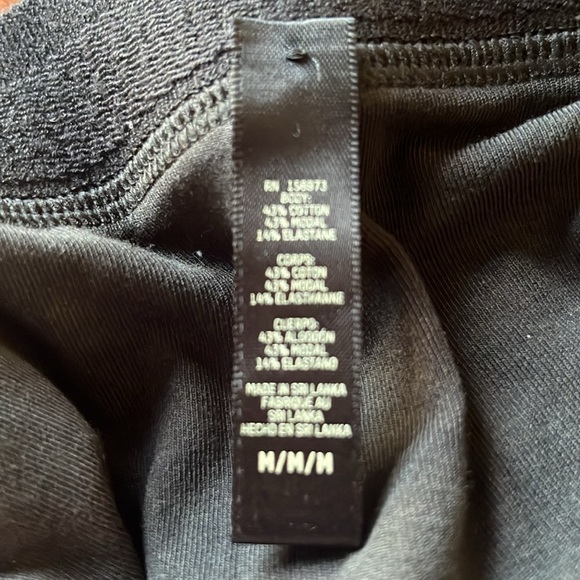 RN 156973
BODY:
43% COTTON
43% MODAL
14% ELASTANE
CORPS:
43% COTON
43% MODAL
14% ELASTHANNE
CUERPO:
43% ALGODÓN
43% MODAL
14% ELASTANO
MADE IN SRI LANKA
FABRIQUÉ AU
SRI LANKA
HECHO EN SRI LANKA
M/M/M